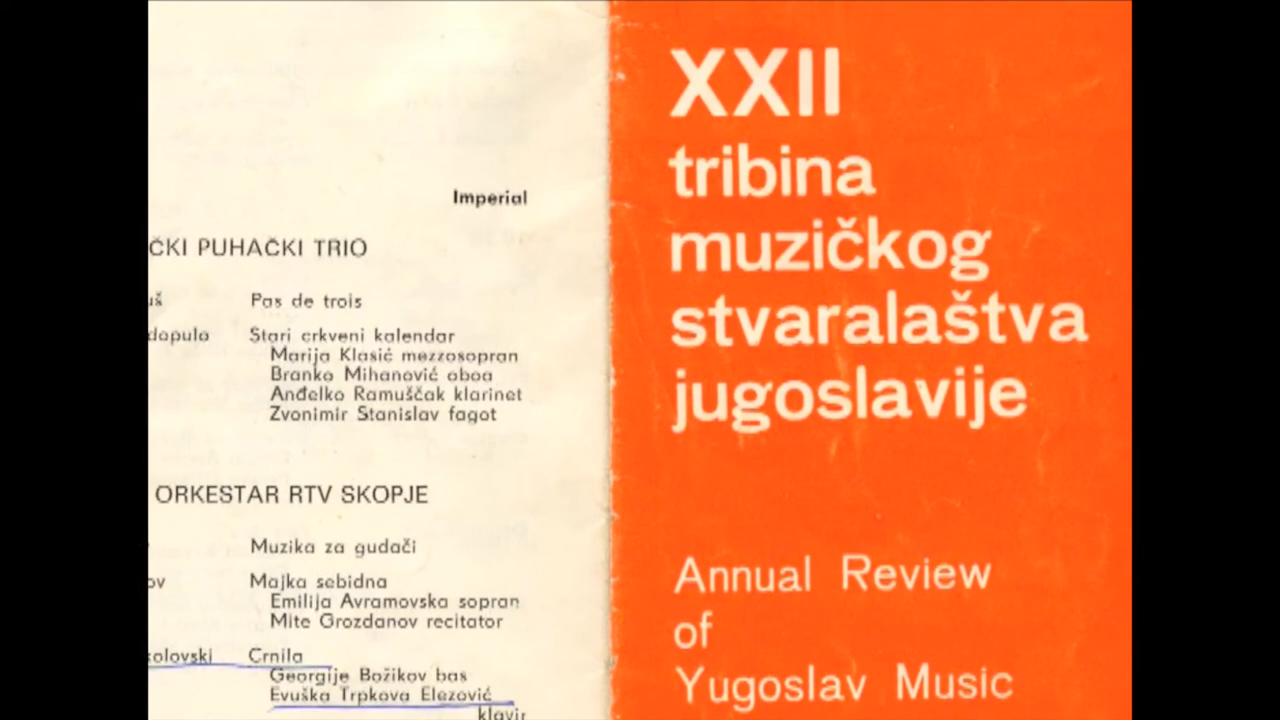 Imperial
ČKI PUHAČKI TRIO
uš Pas de trois
dopulo Stari crkveni kalendar
Marija Klasić mezzosopran
Branko Mihanović oboa
Anđelko Ramuščak klarinet
Zvonimir Stanislav fagot
ORKESTAR RTV SKOPJE
Muzika za gudači
ov Majka sebidna
Emilija Avramovska sopran
Mite Grozdanov recitator
kolovski Crnila
Georgije Božikov bas
Evuška Trpkova Elezović
klavir
XXII
tribina
muzičkog
stvaralaštva
jugoslavije
Annual Review
of
Yugoslav Music